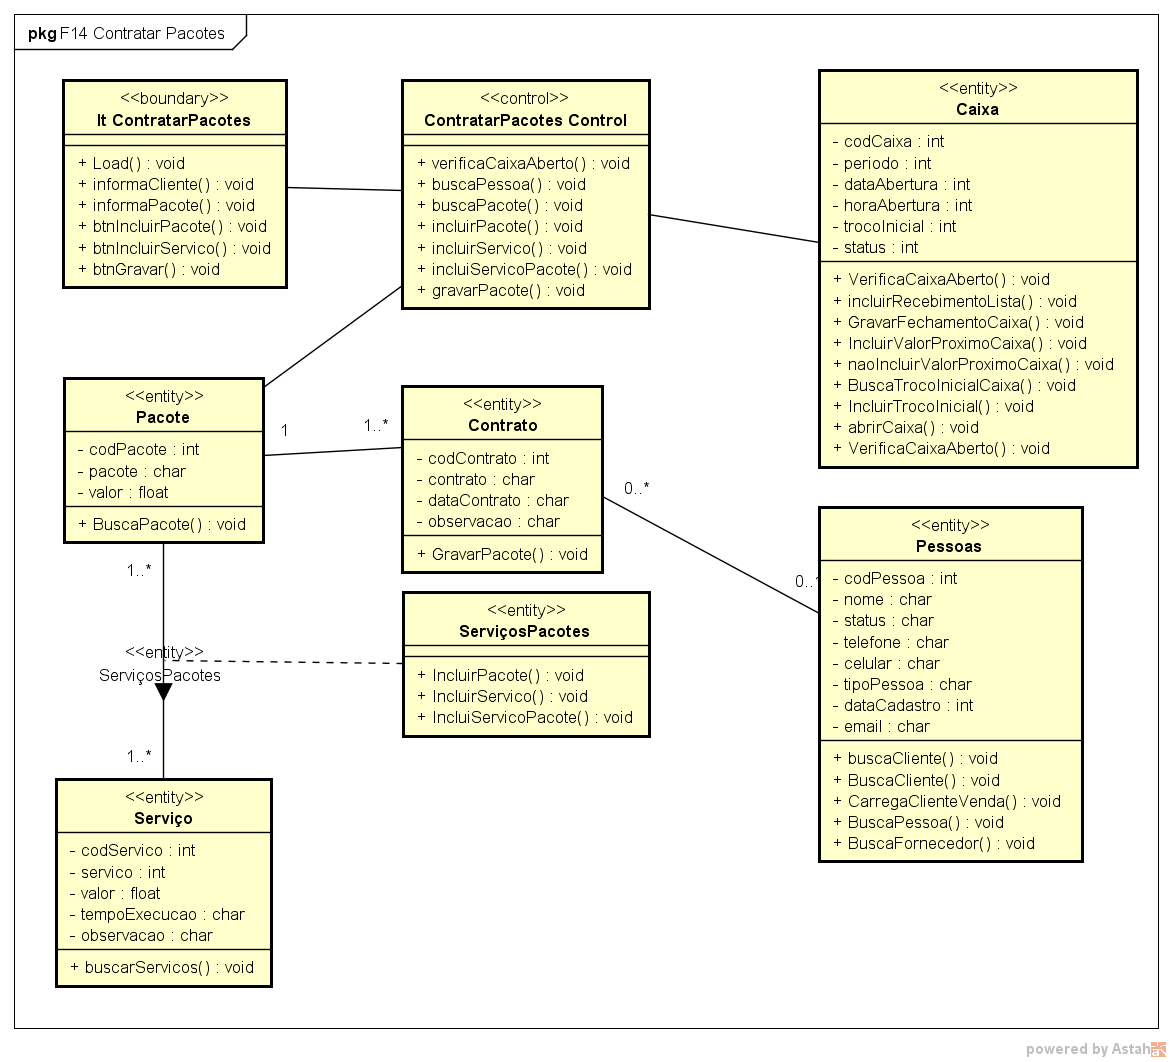 pkg F14 Contratar Pacotes
<<boundary>>
It ContratarPacotes
+ Load() : void
+ informaCliente() : void
+ informaPacote() : void
+ btnIncluirPacote() : void
+ btnIncluirServico() : void
+ btnGravar() : void
<<control>>
ContratarPacotes Control
+ verificaCaixaAberto() : void
+ buscaPessoa() : void
+ buscaPacote() : void
+ incluirPacote() : void
+ incluirServico() : void
+ incluiServicoPacote() : void
+ gravarPacote() : void
<<entity>>
Caixa
- codCaixa : int
- periodo : int
- dataAbertura : int
- horaAbertura : int
- trocoInicial : int
- status : int
+ VerificaCaixaAberto() : void
+ incluirRecebimentoLista() : void
+ GravarFechamentoCaixa() : void
+ IncluirValorProximoCaixa() : void
+ naoIncluirValorProximoCaixa() : void
+ BuscaTrocoInicialCaixa() : void
+ IncluirTrocoInicial() : void
+ abrirCaixa() : void
+ VerificaCaixaAberto() : void
<<entity>>
Pacote
- codPacote : int
- pacote : char
- valor : float
+ BuscaPacote() : void
1
1..*
<<entity>>
Contrato
- codContrato : int
- contrato : char
- dataContrato : char
- observacao : char
+ GravarPacote() : void
0..*
0..1
<<entity>>
Pessoas
- codPessoa : int
- nome : char
- status : char
- telefone : char
- celular : char
- tipoPessoa : char
- dataCadastro : int
- email : char
+ buscaCliente() : void
+ BuscaCliente() : void
+ CarregaClienteVenda() : void
+ BuscaPessoa() : void
+ BuscaFornecedor() : void
1..*
<<entity>>
ServiçosPacotes
1..*
<<entity>>
ServiçosPacotes
+ IncluirPacote() : void
+ IncluirServico() : void
+ IncluiServicoPacote() : void
<<entity>>
Serviço
- codServico : int
- servico : int
- valor : float
- tempoExecucao : char
- observacao : char
+ buscarServicos() : void
powered by Astah